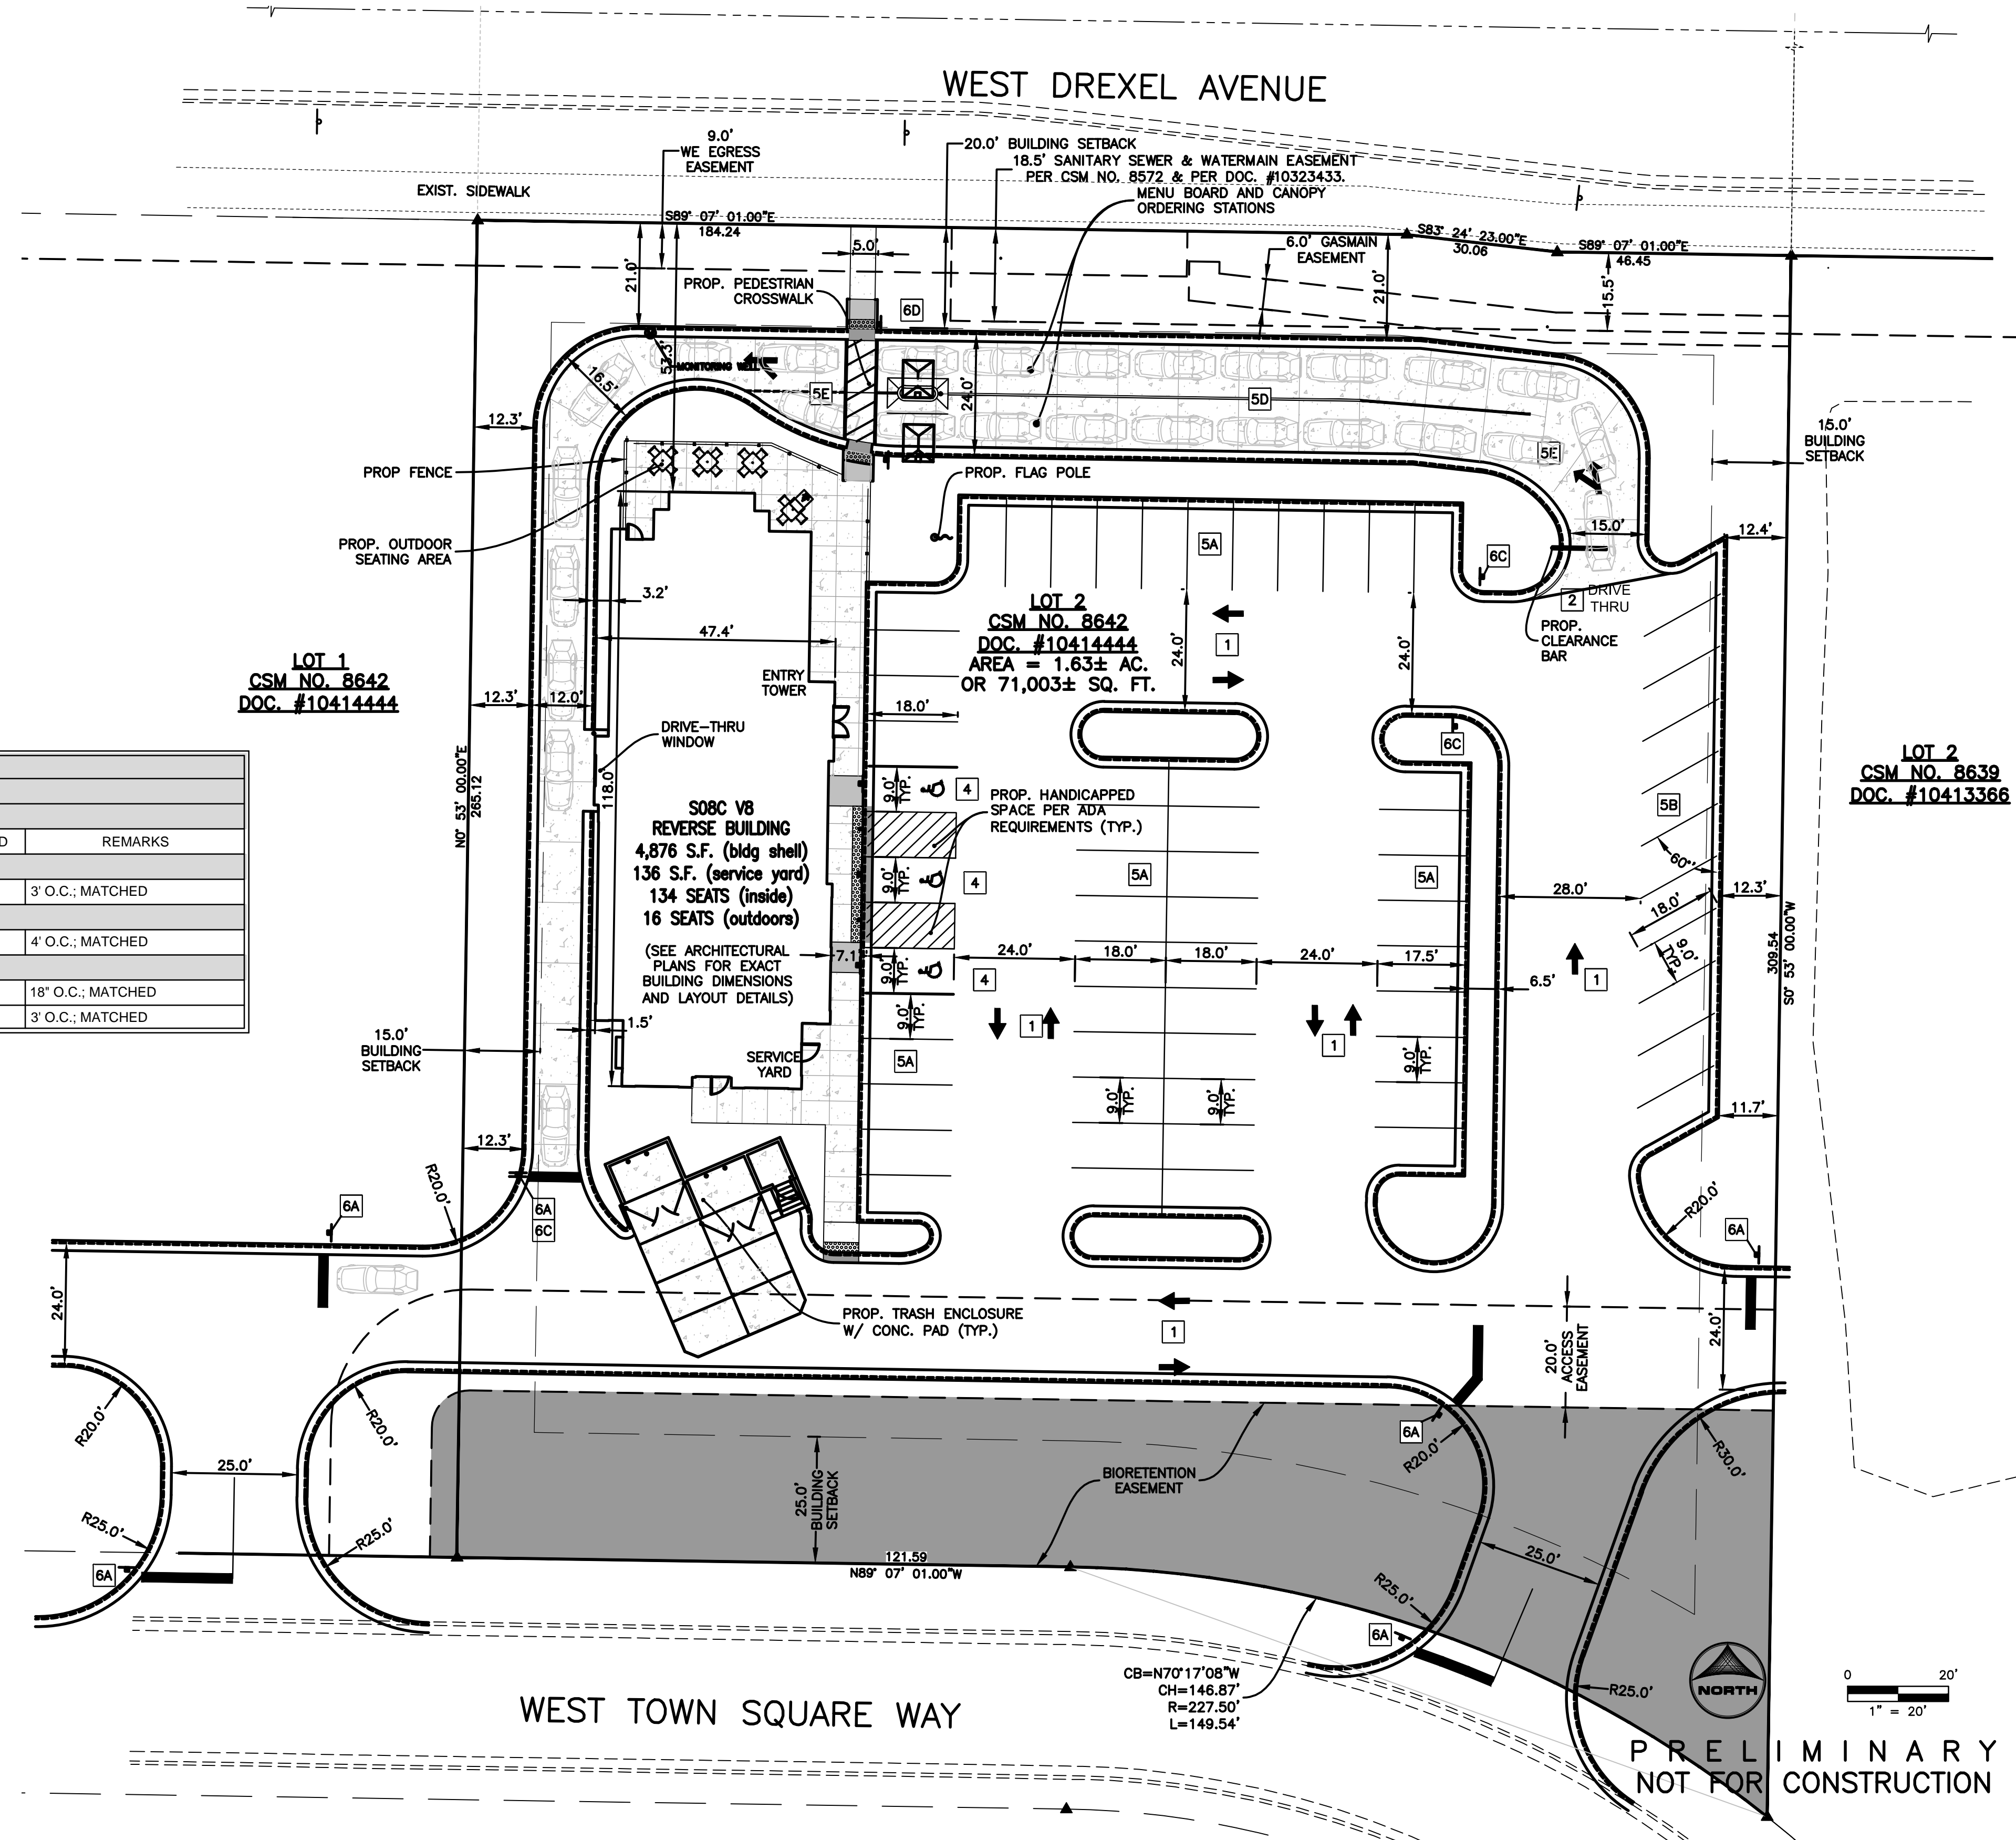 WEST DREXEL AVENUE
9.0'
WE EGRESS
EASEMENT
20.0' BUILDING SETBACK
18.5' SANITARY SEWER & WATERMAIN EASEMENT
PER CSM NO. 8572 & PER DOC. #10323433.
MENU BOARD AND CANOPY
ORDERING STATIONS
EXIST. SIDEWALK
S89° 07' 01.00"E
184.24
S83° 24' 23.00"E
30.06
S89° 07' 01.00"E
46.45
5.0'
6.0' GASMAIN
EASEMENT
21.0'
21.0'
15.5'
PROP. PEDESTRIAN
CROSSWALK
6D
53.3'
MONITORING WELL
16.5'
5E
24.0'
5D
5E
12.3'
15.0'
BUILDING
SETBACK
PROP FENCE
PROP. FLAG POLE
PROP. OUTDOOR
SEATING AREA
5A
6C
15.0'
12.4'
3.2'
2
DRIVE
THRU
PROP.
CLEARANCE
BAR
47.4'
LOT 2
CSM NO. 8642
DOC. #10414444
AREA = 1.63± AC.
OR 71,003± SQ. FT.
24.0'
1
24.0'
LOT 1
CSM NO. 8642
DOC. #10414444
ENTRY
TOWER
12.3'
12.0'
18.0'
DRIVE-THRU
WINDOW
6C
N0° 53' 00.00"E
265.12
118.0'
LOT 2
CSM NO. 8639
DOC. #10413366
9.0'
TYP.
4
PROP. HANDICAPPED
SPACE PER ADA
REQUIREMENTS (TYP.)
5B
S08C V8
REVERSE BUILDING
4,876 S.F. (bldg shell)
136 S.F. (service yard)
134 SEATS (inside)
16 SEATS (outdoors)
(SEE ARCHITECTURAL
PLANS FOR EXACT
BUILDING DIMENSIONS
AND LAYOUT DETAILS)
D
REMARKS
3' O.C.; MATCHED
4' O.C.; MATCHED
18" O.C.; MATCHED
3' O.C.; MATCHED
60°
9.0'
TYP.
4
5A
5A
28.0'
12.3'
18.0'
9.0'
TYP.
309.54
S0° 53' 00.00"W
7.1'
24.0'
18.0'
18.0'
24.0'
17.5'
9.0'
TYP.
4
6.5'
1
1.5'
9.0'
TYP.
1
1
15.0'
BUILDING
SETBACK
SERVICE
YARD
5A
9.0'
TYP.
9.0'
TYP.
9.0'
TYP.
11.7'
12.3'
R20.0'
6A
6A
6C
R20.0'
6A
24.0'
PROP. TRASH ENCLOSURE
W/ CONC. PAD (TYP.)
1
20.0'
ACCESS
EASEMENT
24.0'
R20.0'
R20.0'
6A
R20.0'
R30.0'
25.0'
25.0'
BUILDING
SETBACK
BIORETENTION
EASEMENT
R25.0'
R25.0'
6A
121.59
N89° 07' 01.00"W
25.0'
R25.0'
6A
CB=N70°17'08"W
CH=146.87'
R=227.50'
L=149.54'
R25.0'
NORTH
0
20'
1" = 20'
WEST TOWN SQUARE WAY
PRELIMINARY
NOT FOR CONSTRUCTION